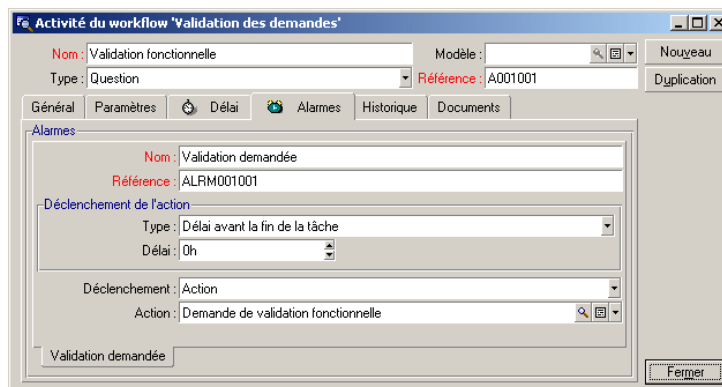 Activité du workflow 'Validation des demandes'
Nom : Validation fonctionnelle Modèle : Nouveau
Type : Question Référence : A001001 Duplication
Général Paramètres Délai Alarmes Historique Documents
Alarmes
Nom : Validation demandée
Référence : ALRM001001
Déclenchement de l'action
Type : Délai avant la fin de la tâche
Délai : 0h
Déclenchement : Action
Action : Demande de validation fonctionnelle
Validation demandée
Fermer